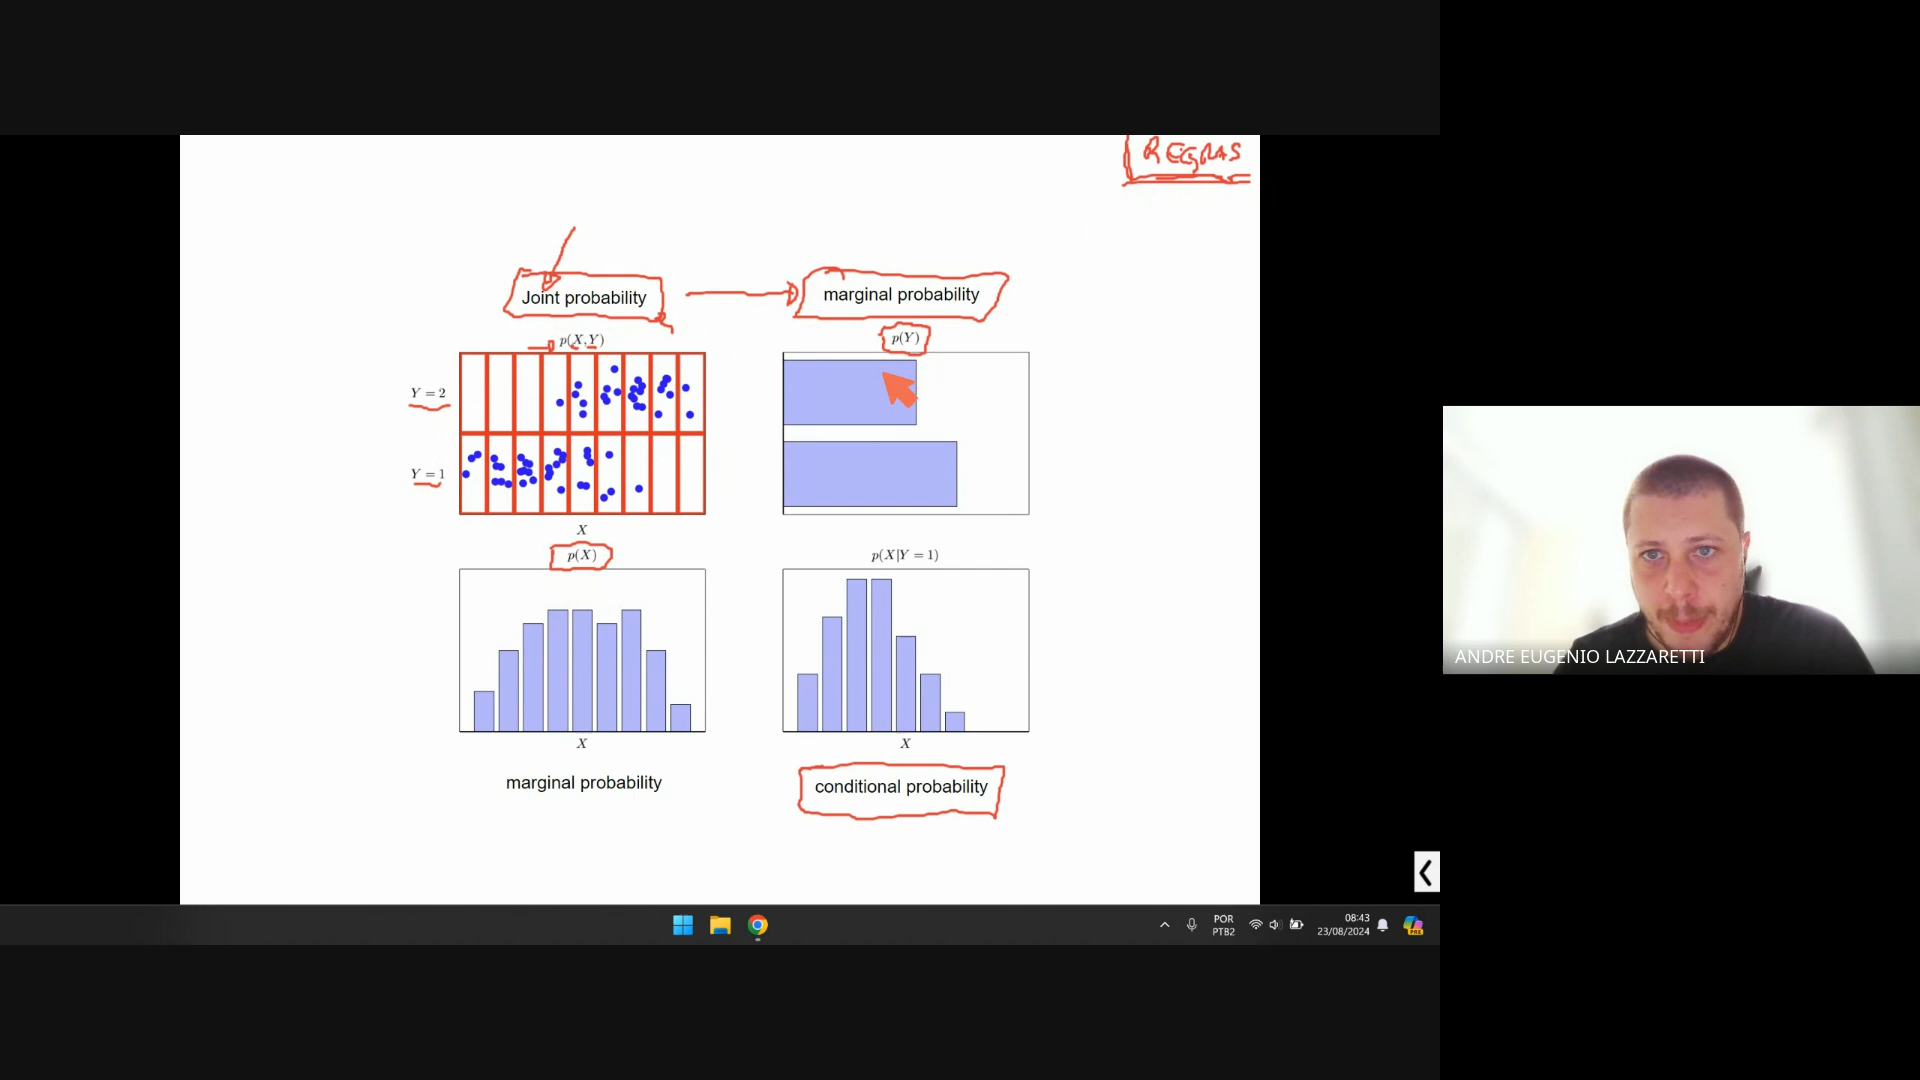 REGRAS
Joint probability
marginal probability
p(X,Y)
p(Y)
Y = 2
Y = 1
X
p(X)
p(X|Y = 1)
X
X
marginal probability
conditional probability
ANDRE EUGENIO LAZZARETTI
POR
PTB2
08:43
23/08/2024
PRE